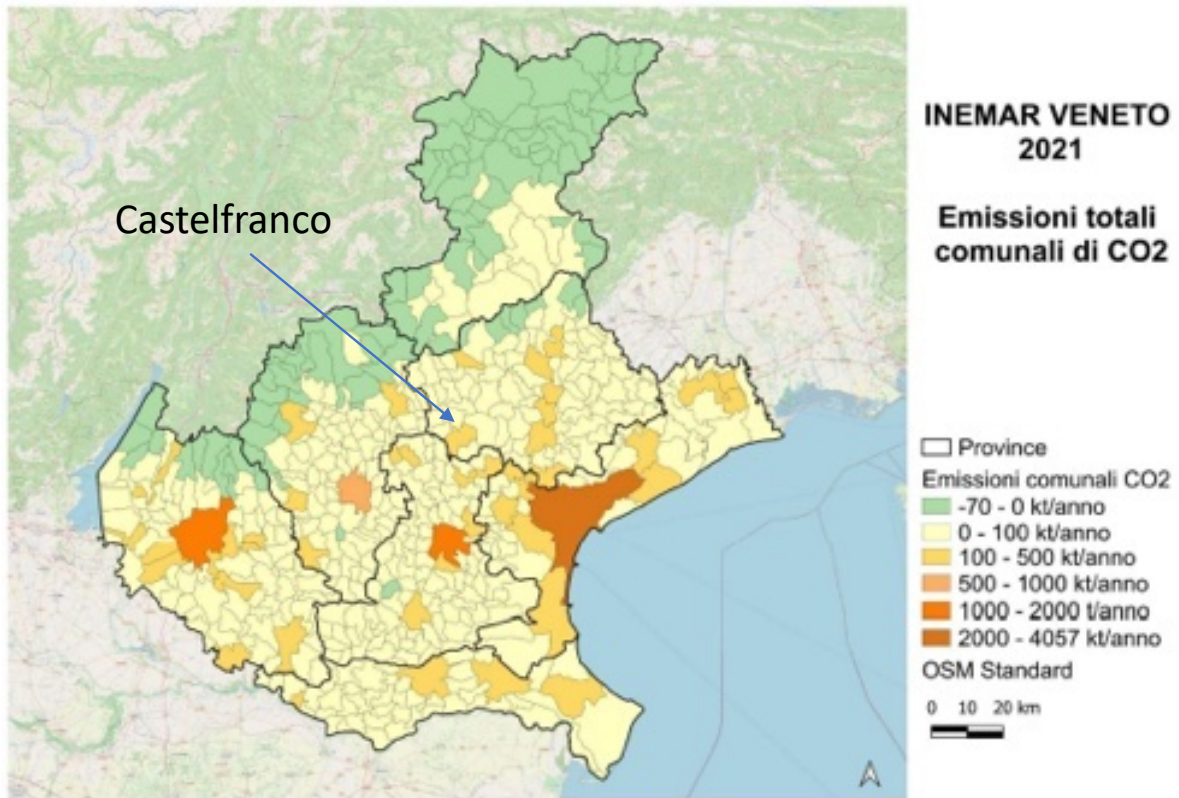 Castelfranco
INEMAR VENETO
2021
Emissioni totali
comunali di CO2
Province
Emissioni comunali CO2
-70 - 0 kt/anno
0 - 100 kt/anno
100 - 500 kt/anno
500 - 1000 kt/anno
1000 - 2000 t/anno
2000 - 4057 kt/anno
OSM Standard
0 10 20 km